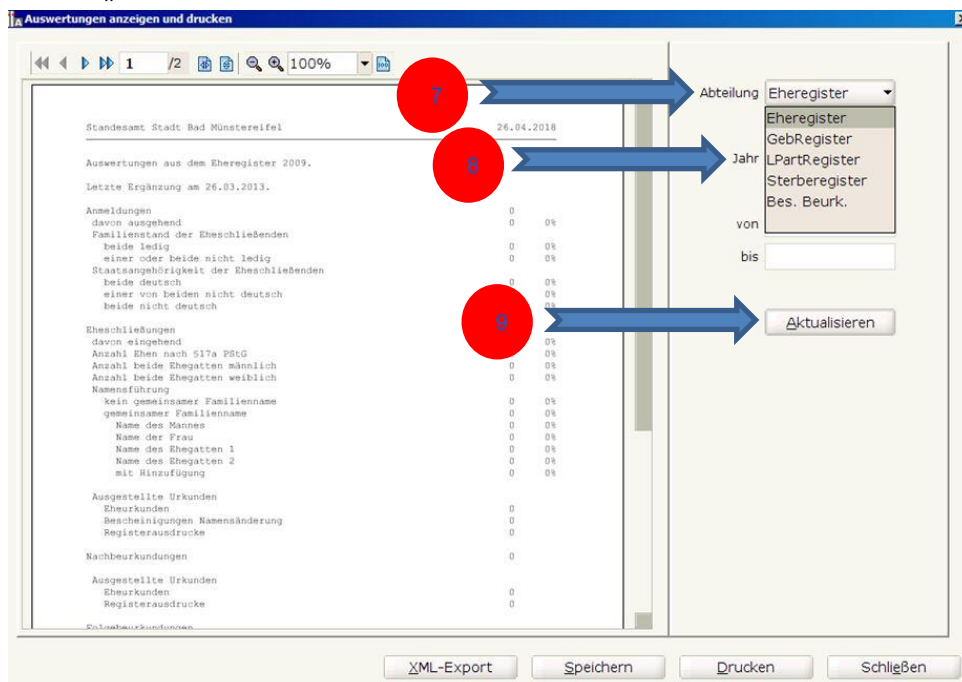 Auswertungen anzeigen und drucken
1 /2 100%
Standesamt Stadt Bad Münstereifel 26.04.2018
Auswertungen aus dem Eheregister 2009.
Letzte Ergänzung am 26.03.2013.
Anmeldungen 0
davon ausgehend 0 0%
Familienstand der Eheschließenden
beide ledig 0 0%
einer oder beide nicht ledig 0 0%
Staatsangehörigkeit der Eheschließenden
beide deutsch 0 0%
einer von beiden nicht deutsch 0%
beide nicht deutsch 0%
Eheschließungen
davon eingehend 0%
Anzahl Ehen nach §17a PStG 0%
Anzahl beide Ehegatten männlich 0 0%
Anzahl beide Ehegatten weiblich 0 0%
Namensführung
kein gemeinsamer Familienname 0 0%
gemeinsamer Familienname 0 0%
Name des Mannes 0 0%
Name der Frau 0 0%
Name des Ehegatten 1 0 0%
Name des Ehegatten 2 0 0%
mit Hinzufügung 0 0%
Ausgestellte Urkunden
Eheurkunden 0
Bescheinigungen Namensänderung 0
Registerausdrucke 0
Nachbeurkundungen 0
Ausgestellte Urkunden
Eheurkunden 0
Registerausdrucke 0
Folgebeurkundungen
7
8
9
Abteilung Eheregister
Eheregister
GebRegister
Jahr LPartRegister
Sterberegister
Bes. Beurk.
von
bis
Aktualisieren
XML-Export Speichern Drucken Schließen